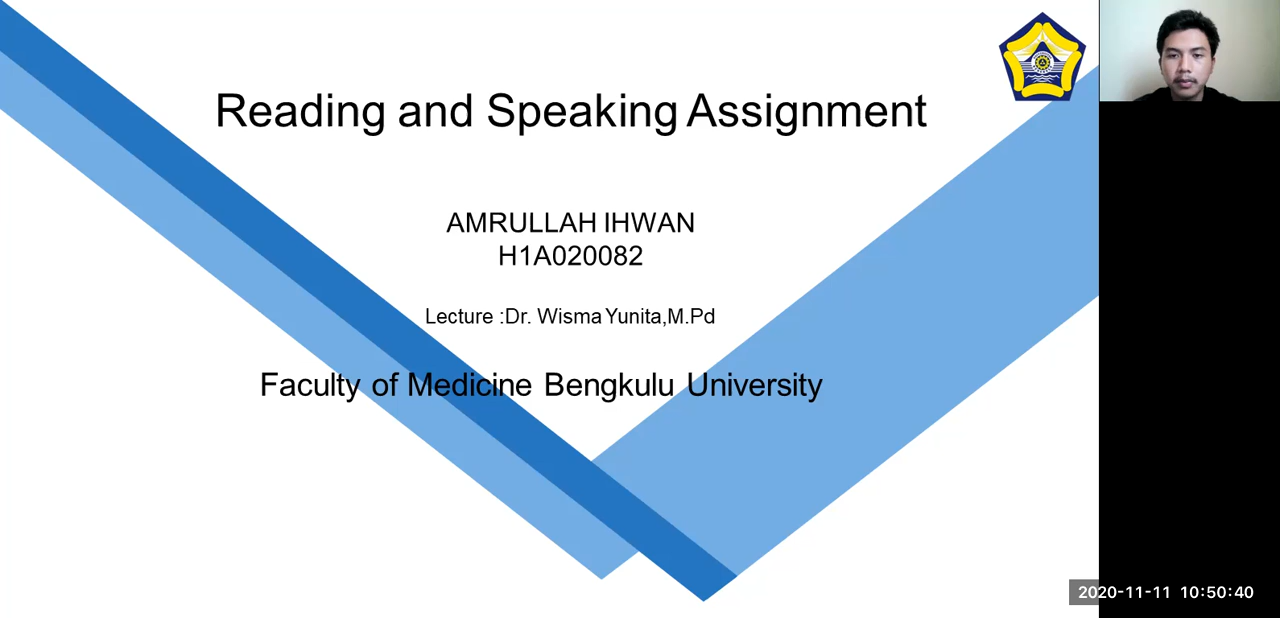 Reading and Speaking Assignment
AMRULLAH IHWAN
H1A020082
Lecture :Dr. Wisma Yunita,M.Pd
Faculty of Medicine Bengkulu University
2020-11-11 10:50:40